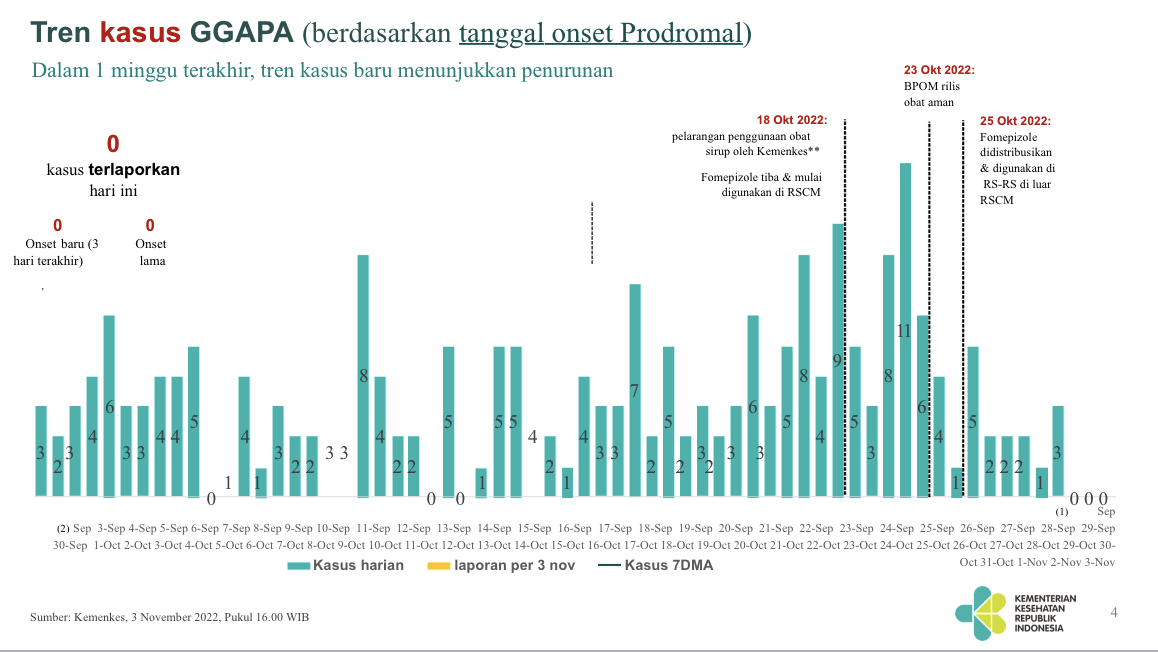 Tren kasus GGAPA (berdasarkan tanggal onset Prodromal)
Dalam 1 minggu terakhir, tren kasus baru menunjukkan penurunan
23 Okt 2022:
BPOM rilis
obat aman
18 Okt 2022:
pelarangan penggunaan obat
sirup oleh Kemenkes**
Fomepizole tiba & mulai
digunakan di RSCM
25 Okt 2022:
Fomepizole
didistribusikan
& digunakan di
RS-RS di luar
RSCM
0
kasus terlaporkan
hari ini
0
Onset baru (3
hari terakhir)
0
Onset
lama
3 2 3 4 6 3 3 4 4 5 0 1 4 1 3 2 2 3 3 8 4 2 2 0 5 0 1 5 5 4 2 1 4 3 3 7 2 5 2 3 2 3 6 3 5 8 4 9 5 3 8 11 6 4 1 5 2 2 2 1 3 0 0 0
(1) Sep
(2) Sep 3-Sep 4-Sep 5-Sep 6-Sep 7-Sep 8-Sep 9-Sep 10-Sep 11-Sep 12-Sep 13-Sep 14-Sep 15-Sep 16-Sep 17-Sep 18-Sep 19-Sep 20-Sep 21-Sep 22-Sep 23-Sep 24-Sep 25-Sep 26-Sep 27-Sep 28-Sep 29-Sep
30-Sep 1-Oct 2-Oct 3-Oct 4-Oct 5-Oct 6-Oct 7-Oct 8-Oct 9-Oct 10-Oct 11-Oct 12-Oct 13-Oct 14-Oct 15-Oct 16-Oct 17-Oct 18-Oct 19-Oct 20-Oct 21-Oct 22-Oct 23-Oct 24-Oct 25-Oct 26-Oct 27-Oct 28-Oct 29-Oct 30-
Oct 31-Oct 1-Nov 2-Nov 3-Nov
Kasus harian laporan per 3 nov Kasus 7DMA
Sumber: Kemenkes, 3 November 2022, Pukul 16.00 WIB
KEMENTERIAN
KESEHATAN
REPUBLIK
INDONESIA
4